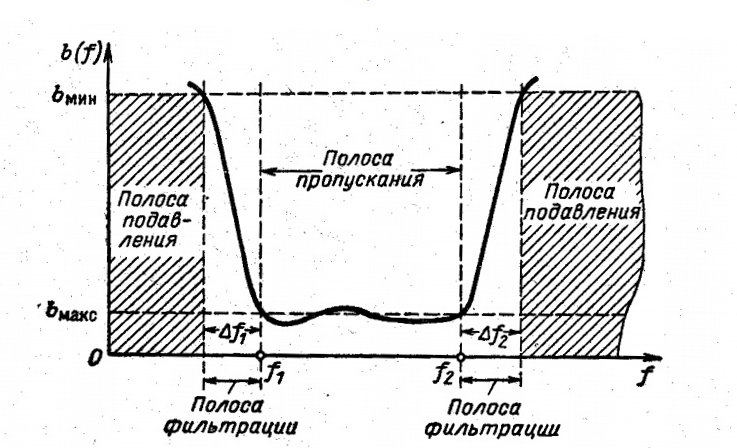 b(f)
bмин
Полоса
пропускания
Полоса
подав-
ления
Полоса
подавления
bмакс
Δf1
Δf2
0
f1
f2
f
Полоса
фильтрации
Полоса
фильтрации